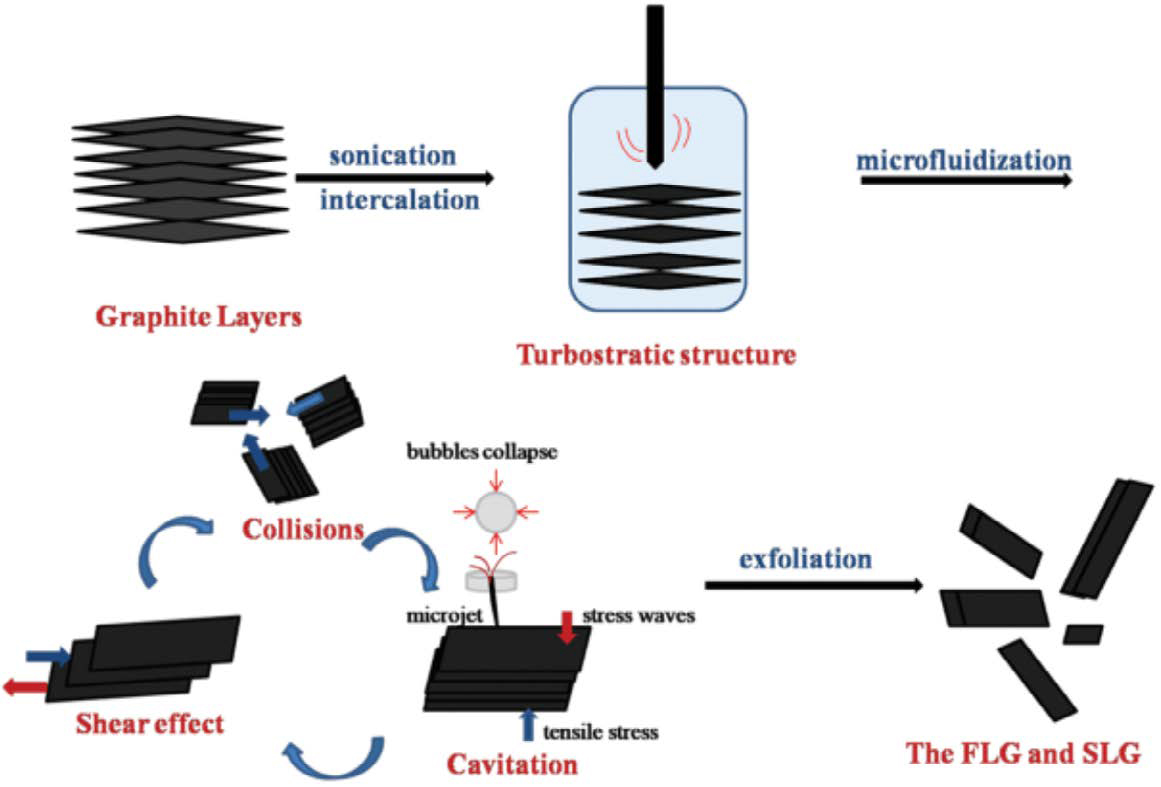 sonication
intercalation
microfluidization
Graphite Layers
Turbostratic structure
bubbles collapse
Collisions
exfoliation
microjet
stress waves
Shear effect
tensile stress
Cavitation
The FLG and SLG